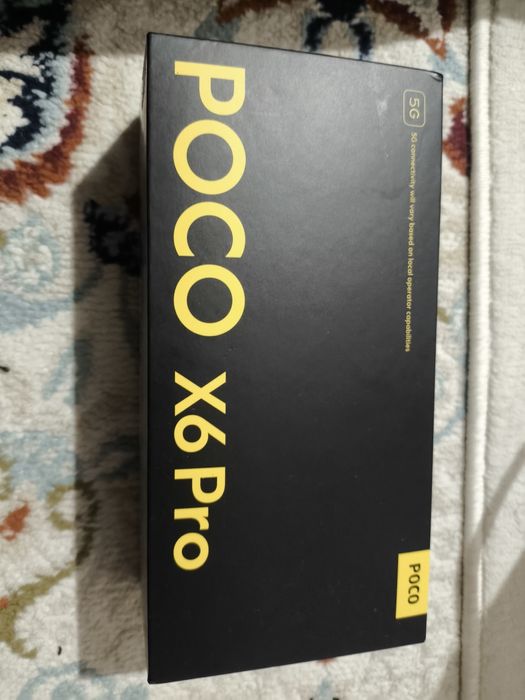 5G
5G connectivity will vary based on local operator capabilities
POCO
POCO X6 Pro